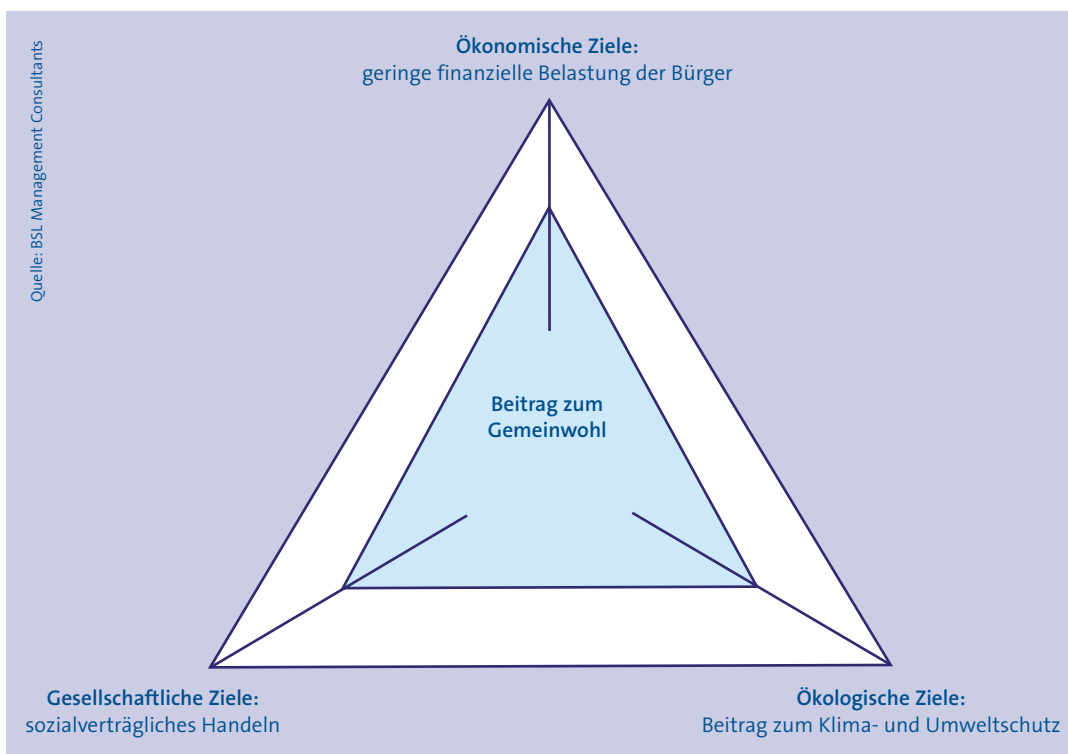 Quelle: BSL Management Consultants
Ökonomische Ziele:
geringe finanzielle Belastung der Bürger
Beitrag zum
Gemeinwohl
Gesellschaftliche Ziele:
sozialverträgliches Handeln
Ökologische Ziele:
Beitrag zum Klima- und Umweltschutz